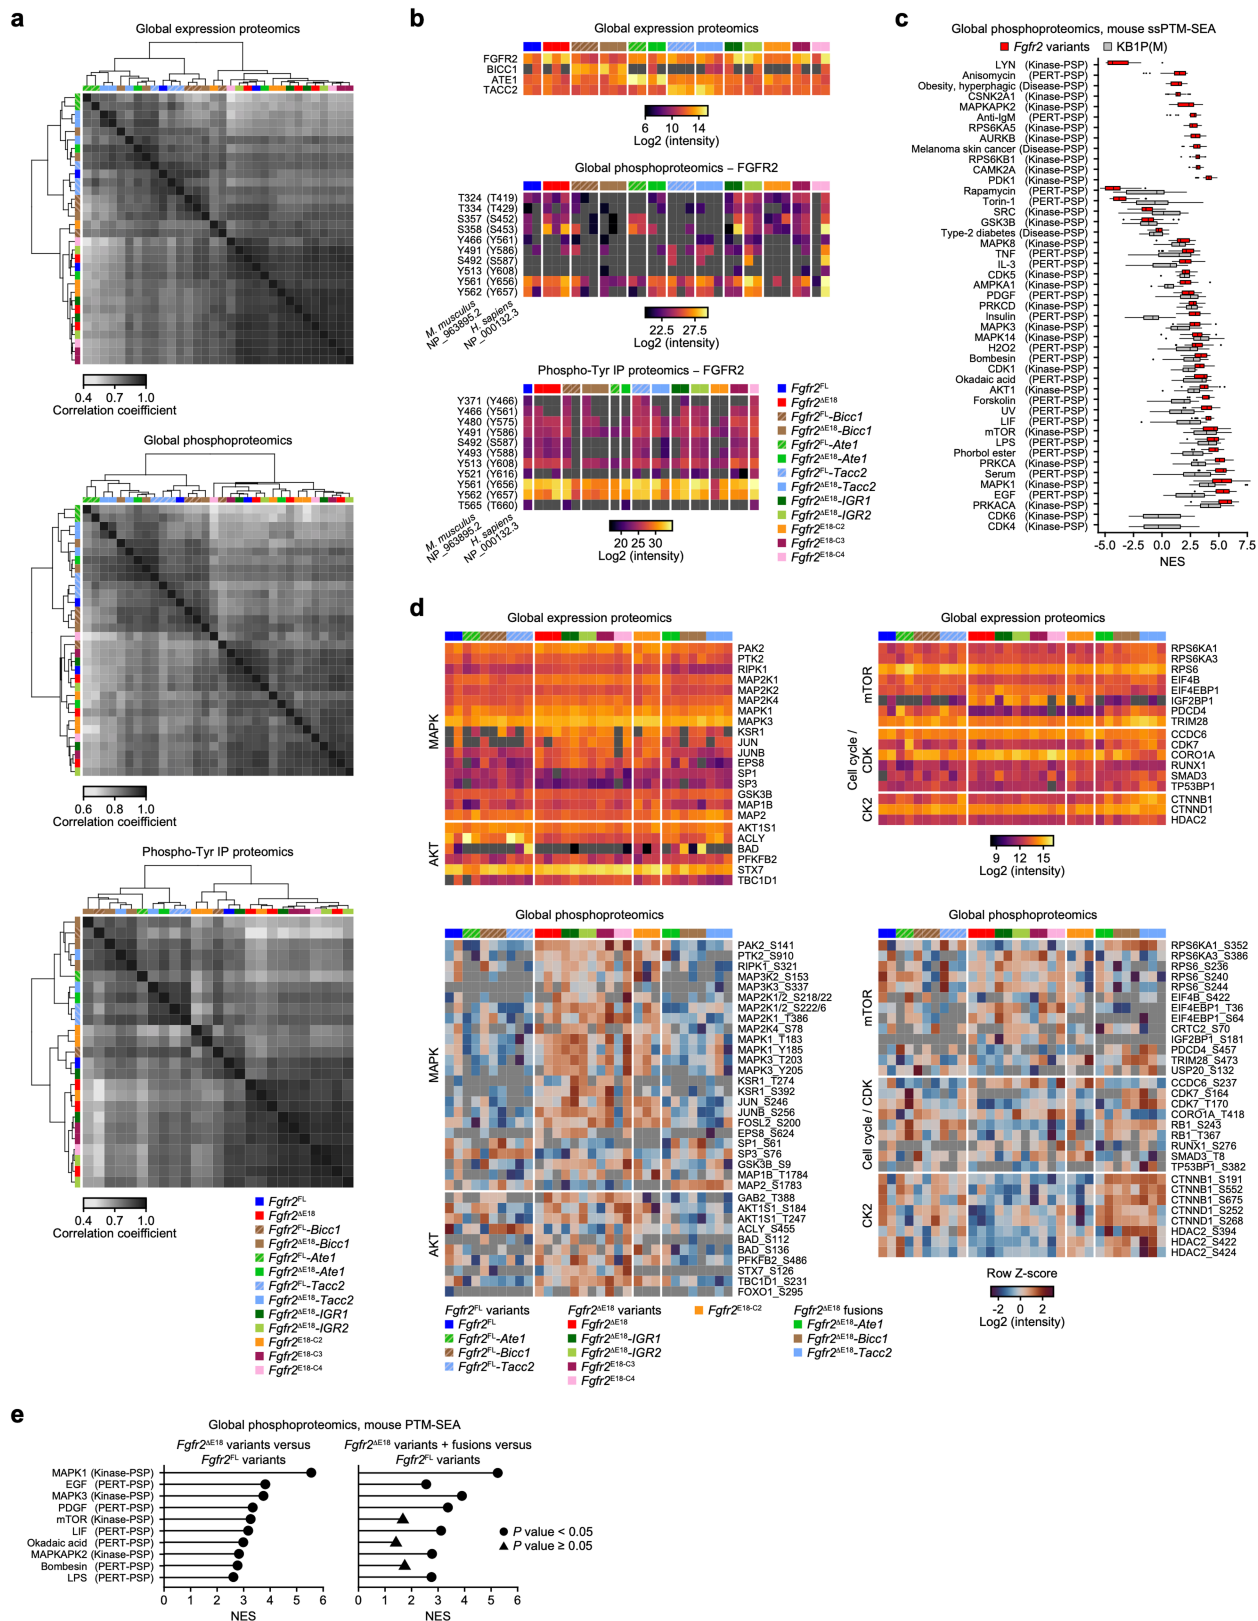 a
Global expression proteomics
0.4 0.7 1.0
Correlation coefficient
Global phosphoproteomics
0.6 0.8 1.0
Correlation coefficient
Phospho-Tyr IP proteomics
0.4 0.7 1.0
Correlation coefficient
Fgfr2FL
Fgfr2ΔE18
Fgfr2FL-Bicc1
Fgfr2ΔE18-Bicc1
Fgfr2FL-Ate1
Fgfr2ΔE18-Ate1
Fgfr2FL-Tacc2
Fgfr2ΔE18-Tacc2
Fgfr2ΔE18-IGR1
Fgfr2ΔE18-IGR2
Fgfr2E18-C2
Fgfr2E18-C3
Fgfr2E18-C4
b
Global expression proteomics
FGFR2
BICC1
ATE1
TACC2
6 10 14
Log2 (intensity)
Global phosphoproteomics – FGFR2
T324 (T419)
T334 (T429)
S357 (S452)
S358 (S453)
Y466 (Y561)
Y491 (Y586)
S492 (S587)
Y513 (Y608)
Y561 (Y656)
Y562 (Y657)
M. musculus
NP_963895.2
H. sapiens
NP_000132.3
22.5 27.5
Log2 (intensity)
Phospho-Tyr IP proteomics – FGFR2
Y371 (Y466)
Y466 (Y561)
Y480 (Y575)
Y491 (Y586)
S492 (S587)
Y493 (Y588)
Y513 (Y608)
Y521 (Y616)
Y561 (Y656)
Y562 (Y657)
T565 (T660)
M. musculus
NP_963895.2
H. sapiens
NP_000132.3
20 25 30
Log2 (intensity)
Fgfr2FL
Fgfr2ΔE18
Fgfr2FL-Bicc1
Fgfr2ΔE18-Bicc1
Fgfr2FL-Ate1
Fgfr2ΔE18-Ate1
Fgfr2FL-Tacc2
Fgfr2ΔE18-Tacc2
Fgfr2ΔE18-IGR1
Fgfr2ΔE18-IGR2
Fgfr2E18-C2
Fgfr2E18-C3
Fgfr2E18-C4
c
Global phosphoproteomics, mouse ssPTM-SEA
Fgfr2 variants KB1P(M)
LYN (Kinase-PSP)
Anisomycin (PERT-PSP)
Obesity, hyperphagic (Disease-PSP)
CSNK2A1 (Kinase-PSP)
MAPKAPK2 (Kinase-PSP)
Anti-IgM (PERT-PSP)
RPS6KA5 (Kinase-PSP)
AURKB (Kinase-PSP)
Melanoma skin cancer (Disease-PSP)
RPS6KB1 (Kinase-PSP)
CAMK2A (Kinase-PSP)
PDK1 (Kinase-PSP)
Rapamycin (PERT-PSP)
Torin-1 (PERT-PSP)
SRC (Kinase-PSP)
GSK3B (Kinase-PSP)
Type-2 diabetes (Disease-PSP)
MAPK8 (Kinase-PSP)
TNF (PERT-PSP)
IL-3 (PERT-PSP)
CDK5 (Kinase-PSP)
AMPKA1 (Kinase-PSP)
PDGF (PERT-PSP)
PRKCD (Kinase-PSP)
Insulin (PERT-PSP)
MAPK3 (Kinase-PSP)
MAPK14 (Kinase-PSP)
H2O2 (PERT-PSP)
Bombesin (PERT-PSP)
CDK1 (Kinase-PSP)
Okadaic acid (PERT-PSP)
AKT1 (Kinase-PSP)
Forskolin (PERT-PSP)
UV (PERT-PSP)
LIF (PERT-PSP)
mTOR (Kinase-PSP)
LPS (PERT-PSP)
Phorbol ester (PERT-PSP)
PRKCA (Kinase-PSP)
Serum (PERT-PSP)
MAPK1 (Kinase-PSP)
EGF (PERT-PSP)
PRKACA (Kinase-PSP)
CDK6 (Kinase-PSP)
CDK4 (Kinase-PSP)
-5.0 -2.5 0.0 2.5 5.0 7.5
NES
d
Global expression proteomics
MAPK
PAK2
PTK2
RIPK1
MAP2K1
MAP2K2
MAP2K4
MAPK1
MAPK3
KSR1
JUN
JUNB
EPS8
SP1
SP3
GSK3B
MAP1B
MAP2
AKT
AKT1S1
ACLY
BAD
PFKFB2
STX7
TBC1D1
Global expression proteomics
mTOR
RPS6KA1
RPS6KA3
RPS6
EIF4B
EIF4EBP1
IGF2BP1
PDCD4
TRIM28
Cell cycle /
CDK
CCDC6
CDK7
CORO1A
RUNX1
SMAD3
TP53BP1
CK2
CTNNB1
CTNND1
HDAC2
9 12 15
Log2 (intensity)
Global phosphoproteomics
MAPK
PAK2_S141
PTK2_S910
RIPK1_S321
MAP3K2_S153
MAP3K3_S337
MAP2K1/2_S218/22
MAP2K1/2_S222/6
MAP2K1_T386
MAP2K4_S78
MAPK1_T183
MAPK1_Y185
MAPK3_T203
MAPK3_Y205
KSR1_T274
KSR1_S392
JUN_S246
JUNB_S256
FOSL2_S200
EPS8_S624
SP1_S61
SP3_S76
GSK3B_S9
MAP1B_T1784
MAP2_S1783
AKT
GAB2_T388
AKT1S1_S184
AKT1S1_T247
ACLY_S455
BAD_S112
BAD_S136
PFKFB2_S486
STX7_S126
TBC1D1_S231
FOXO1_S295
Global phosphoproteomics
mTOR
RPS6KA1_S352
RPS6KA3_S386
RPS6_S236
RPS6_S240
RPS6_S244
EIF4B_S422
EIF4EBP1_T36
EIF4EBP1_S64
CRTC2_S70
IGF2BP1_S181
PDCD4_S457
TRIM28_S473
USP20_S132
Cell cycle / CDK
CCDC6_S237
CDK7_S164
CDK7_T170
CORO1A_T418
RB1_S243
RB1_T367
RUNX1_S276
SMAD3_T8
TP53BP1_S382
CK2
CTNNB1_S191
CTNNB1_S552
CTNNB1_S675
CTNND1_S252
CTNND1_S268
HDAC2_S394
HDAC2_S422
HDAC2_S424
Row Z-score
-2 0 2
Log2 (intensity)
Fgfr2FL variants
Fgfr2FL
Fgfr2FL-Ate1
Fgfr2FL-Bicc1
Fgfr2FL-Tacc2
Fgfr2ΔE18 variants
Fgfr2ΔE18
Fgfr2ΔE18-IGR1
Fgfr2ΔE18-IGR2
Fgfr2E18-C3
Fgfr2E18-C4
Fgfr2E18-C2
Fgfr2ΔE18 fusions
Fgfr2ΔE18-Ate1
Fgfr2ΔE18-Bicc1
Fgfr2ΔE18-Tacc2
e
Global phosphoproteomics, mouse PTM-SEA
Fgfr2ΔE18 variants versus
Fgfr2FL variants
Fgfr2ΔE18 variants + fusions versus
Fgfr2FL variants
MAPK1 (Kinase-PSP)
EGF (PERT-PSP)
MAPK3 (Kinase-PSP)
PDGF (PERT-PSP)
mTOR (Kinase-PSP)
LIF (PERT-PSP)
Okadaic acid (PERT-PSP)
MAPKAPK2 (Kinase-PSP)
Bombesin (PERT-PSP)
LPS (PERT-PSP)
0 1 2 3 4 5 6
NES
0 1 2 3 4 5 6
NES
P value < 0.05
P value ≥ 0.05